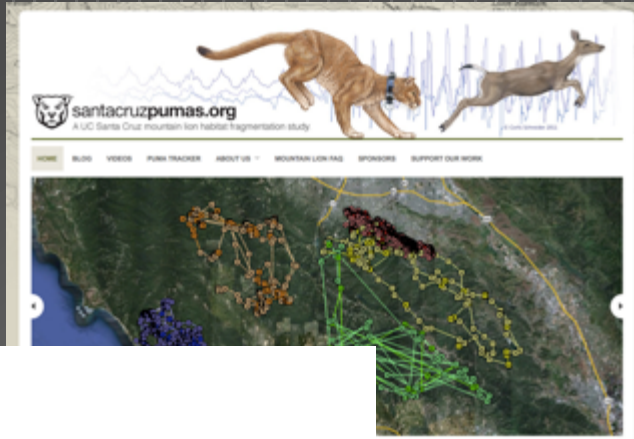 santacruzpumas.org
A UC Santa Cruz mountain lion habitat fragmentation study
HOME BLOG VIDEOS PUMA TRACKER ABOUT US MOUNTAIN LION FAQ SPONSORS SUPPORT OUR WORK